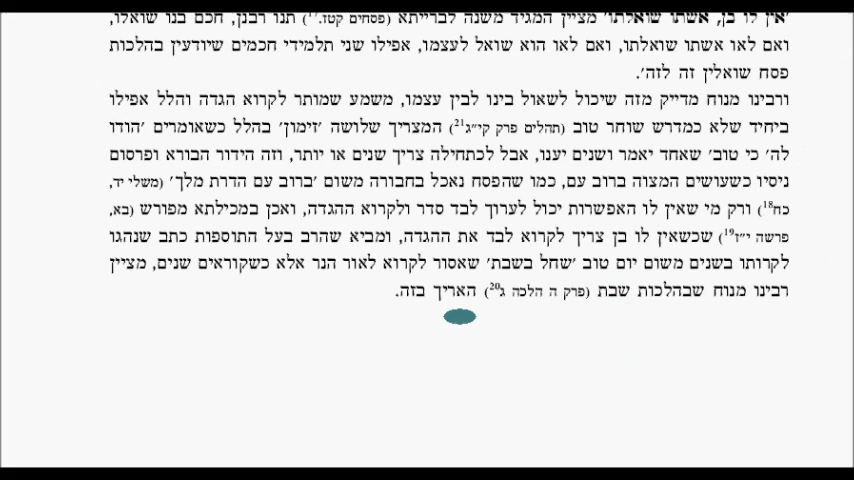 'אין לו בן, אשתו שואלתו' מציין המגיד משנה לברייתא (פסחים קטז.17) תנו רבנן, חכם בנו שואלו,
ואם לאו אשתו שואלתו, ואם לאו הוא שואל לעצמו, אפילו שני תלמידי חכמים שיודעין בהלכות
פסח שואלין זה לזה'.
ורבינו מנוח מדייק מזה שיכול לשאול בינו לבין עצמו, משמע שמותר לקרוא הגדה והלל אפילו
ביחיד שלא כמדרש שוחר טוב (תהלים פרק קי״ג21) המצריך שלושה 'זימון' בהלל כשאומרים 'הודו
לה' כי טוב' שאחד יאמר ושנים יענו, אבל לכתחילה צריך שנים או יותר, וזה הידור הבורא ופרסום
ניסיו כשעושים המצוה ברוב עם, כמו שהפסח נאכל בחבורה משום 'ברוב עם הדרת מלך' (משלי יד,
כח18) ורק מי שאין לו האפשרות יכול לערוך לבד סדר ולקרוא ההגדה, ואכן במכילתא מפורש (בא,
פרשה י״ז19) שכשאין לו בן צריך לקרוא לבד את ההגדה, ומביא שהרב בעל התוספות כתב שנהגו
לקרותו בשנים משום יום טוב 'שחל בשבת' שאסור לקרוא לאור הנר אלא כשקוראים שנים, מציין
רבינו מנוח שבהלכות שבת (פרק ה הלכה ג20) האריך בזה.